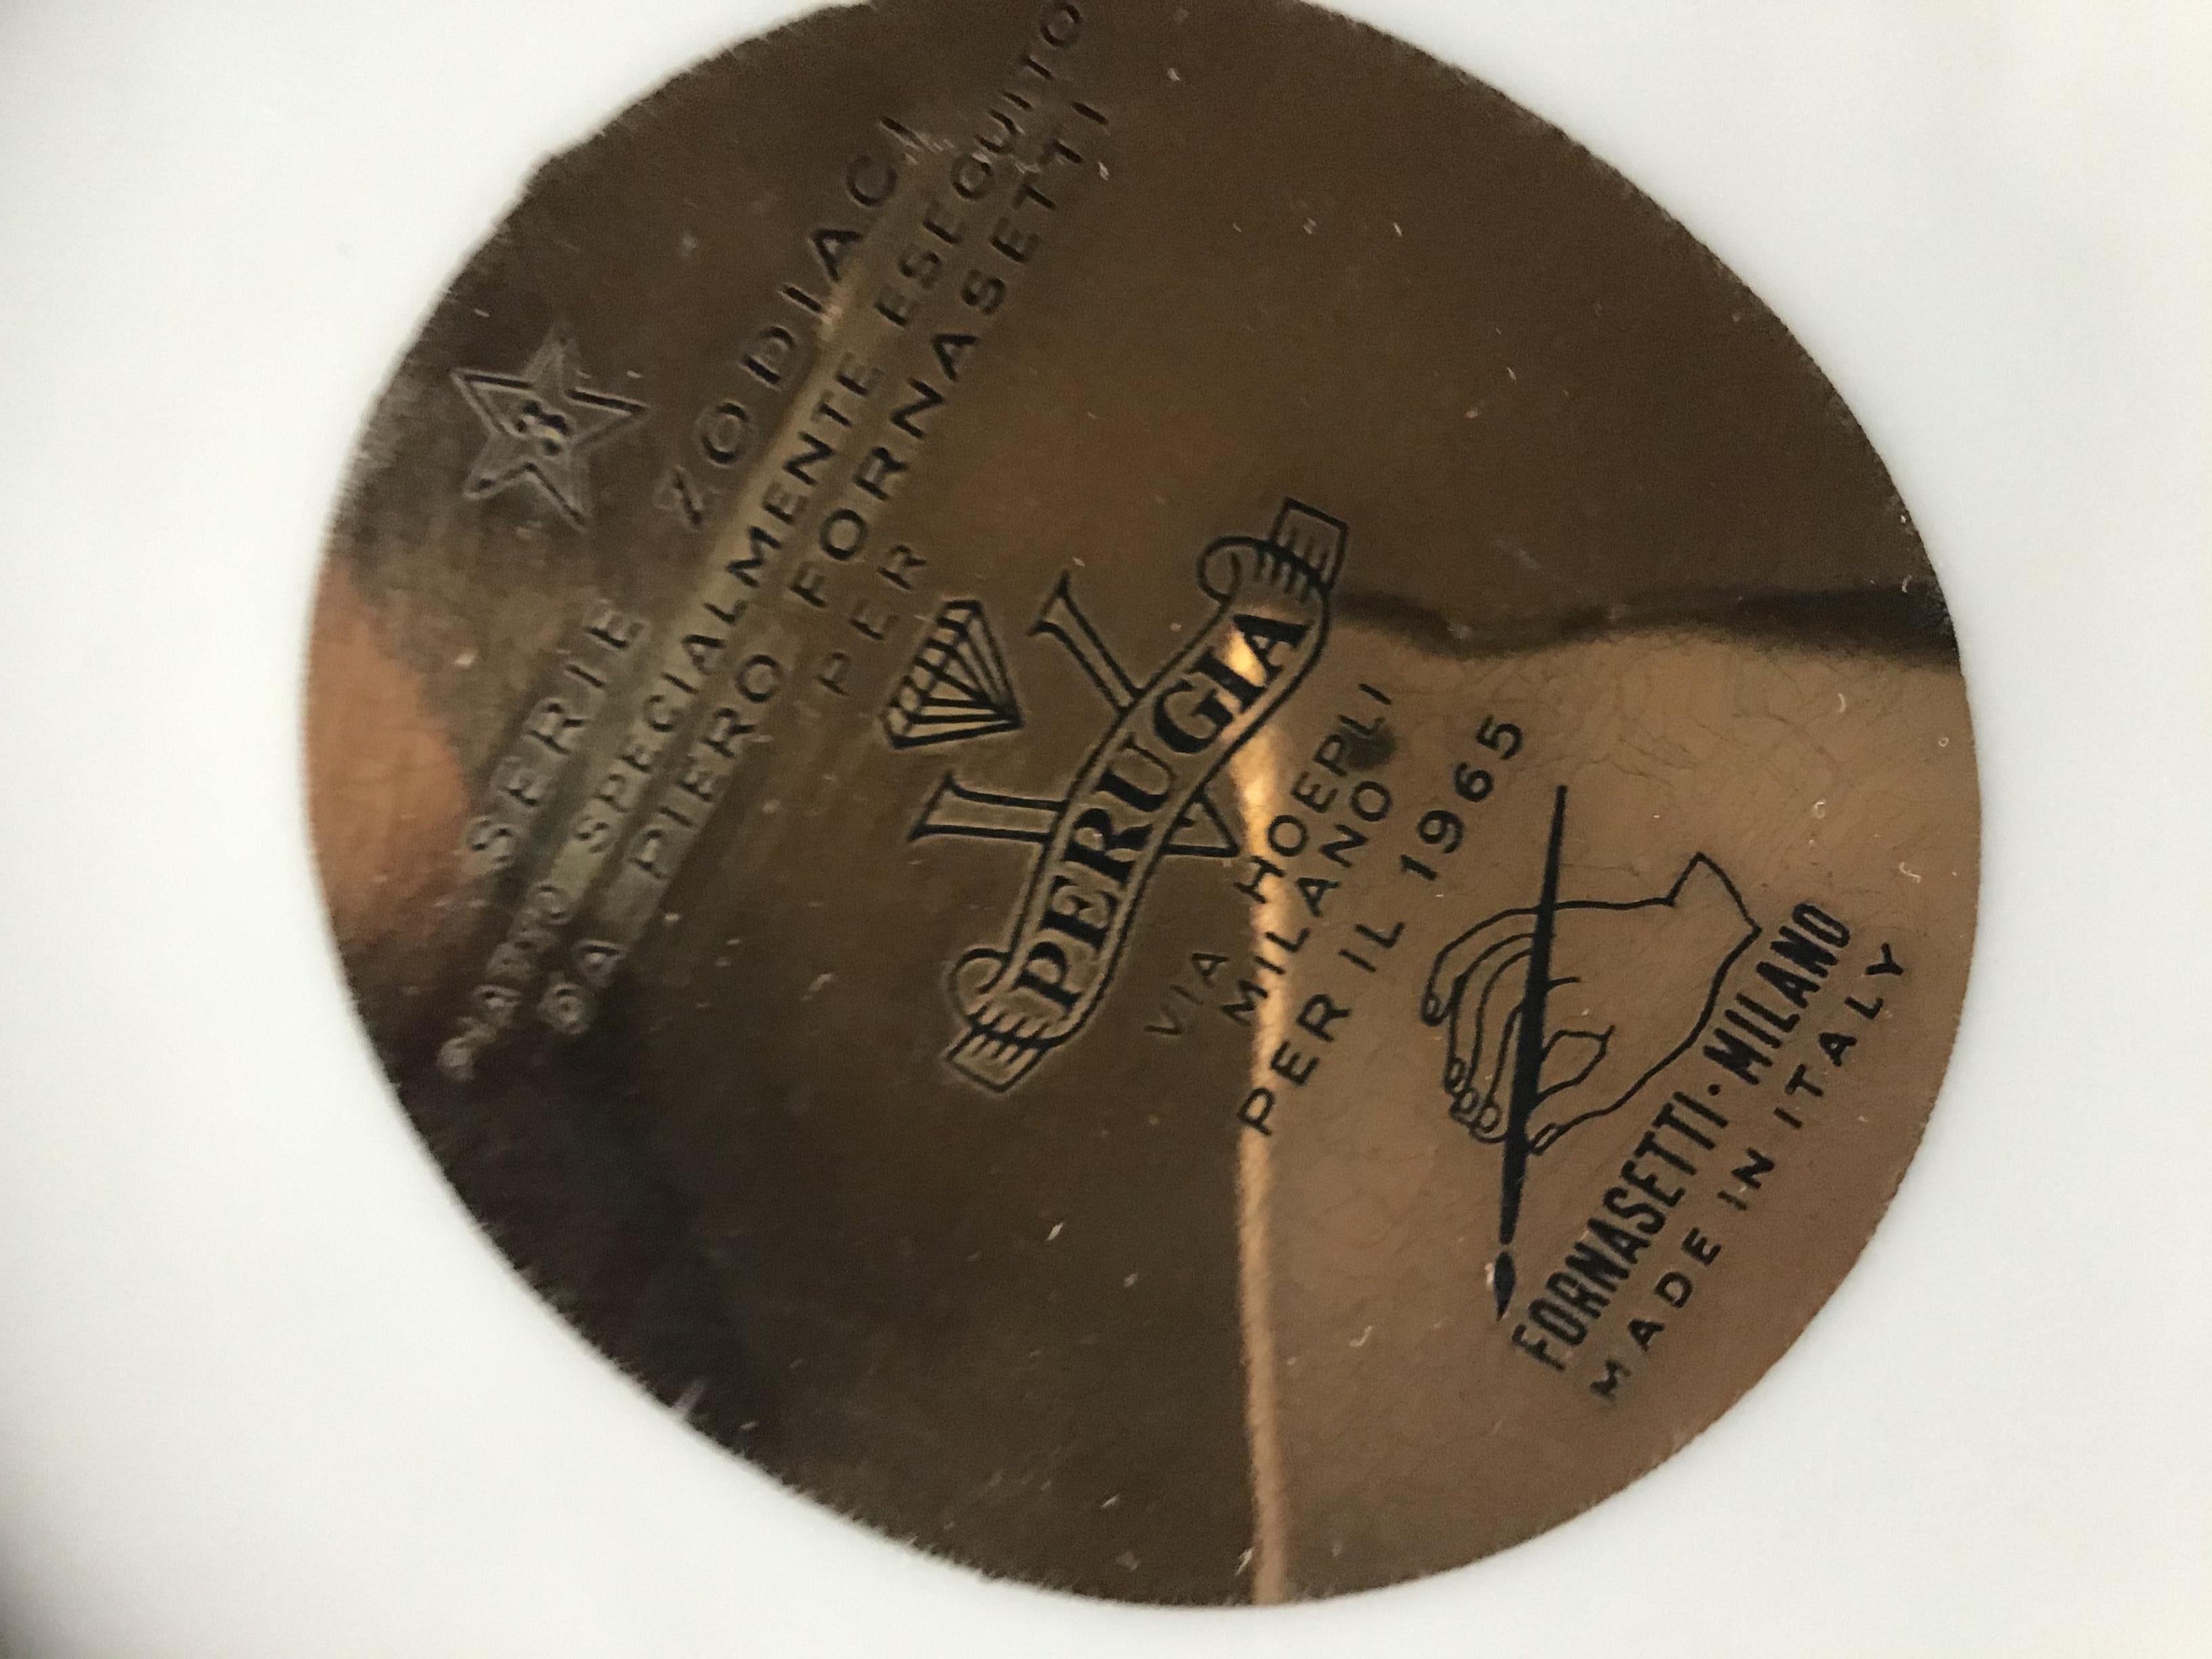 3
SERIE ZODIACI
SPECIALMENTE ESEGUITO
DA PIERO FORNASETTI
PER
PERUGIA
VIA HOEPLI
MILANO
PER IL 1965
FORNASETTI · MILANO
MADE IN ITALY